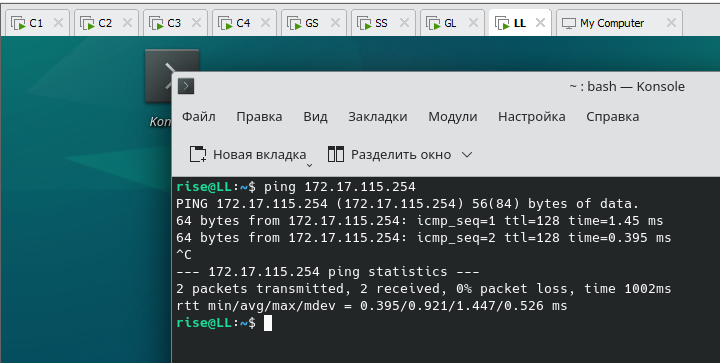 C1 C2 C3 C4 GS SS GL LL My Computer
Kon
~ : bash — Konsole
Файл Правка Вид Закладки Модули Настройка Справка
Новая вкладка Разделить окно
rise@LL:~$ ping 172.17.115.254
PING 172.17.115.254 (172.17.115.254) 56(84) bytes of data.
64 bytes from 172.17.115.254: icmp_seq=1 ttl=128 time=1.45 ms
64 bytes from 172.17.115.254: icmp_seq=2 ttl=128 time=0.395 ms
^C
--- 172.17.115.254 ping statistics ---
2 packets transmitted, 2 received, 0% packet loss, time 1002ms
rtt min/avg/max/mdev = 0.395/0.921/1.447/0.526 ms
rise@LL:~$